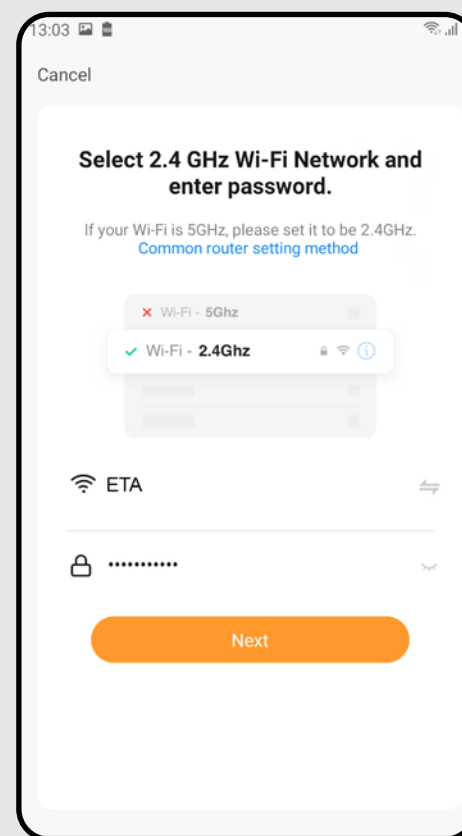 13:03
Cancel
Select 2.4 GHz Wi-Fi Network and
enter password.
If your Wi-Fi is 5GHz, please set it to be 2.4GHz.
Common router setting method
Wi-Fi - 5Ghz
Wi-Fi - 2.4Ghz
ETA
•••••••••••
Next